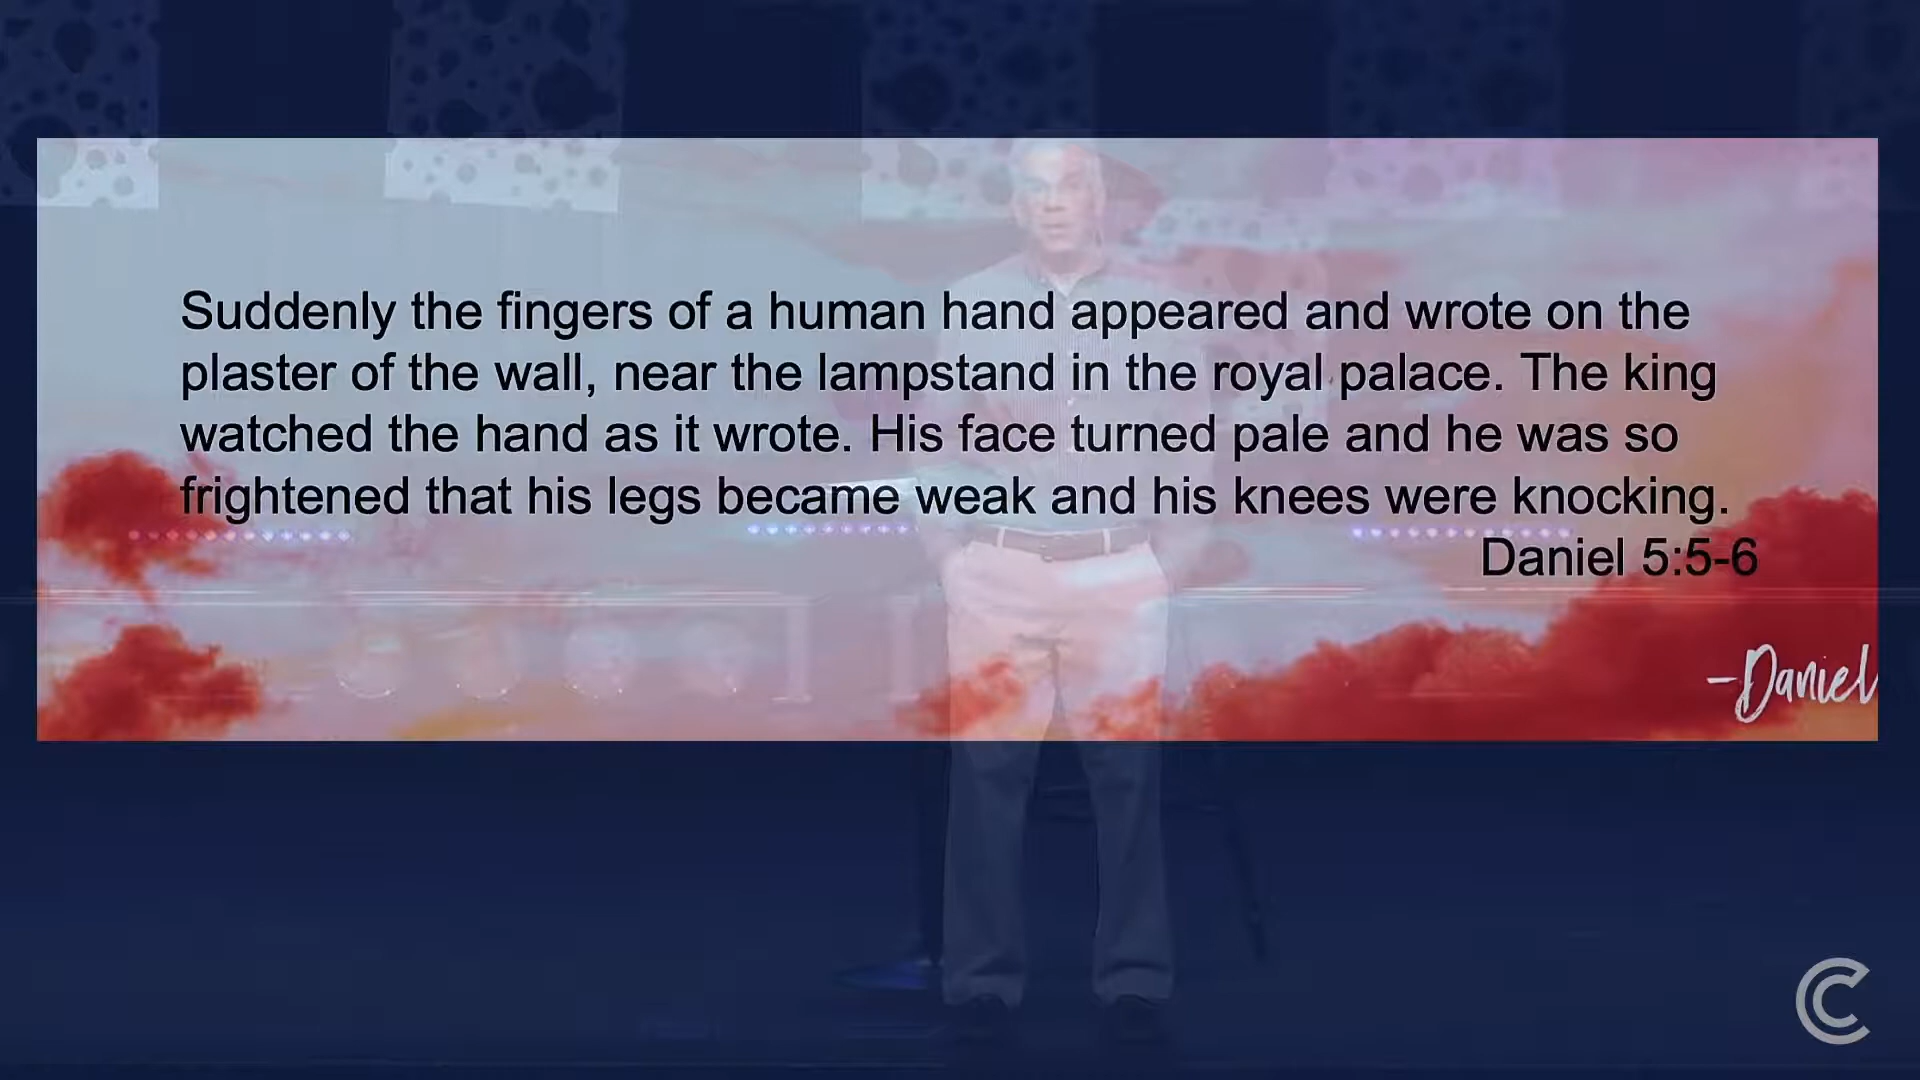 Suddenly the fingers of a human hand appeared and wrote on the
plaster of the wall, near the lampstand in the royal palace. The king
watched the hand as it wrote. His face turned pale and he was so
frightened that his legs became weak and his knees were knocking.
Daniel 5:5-6
-Daniel